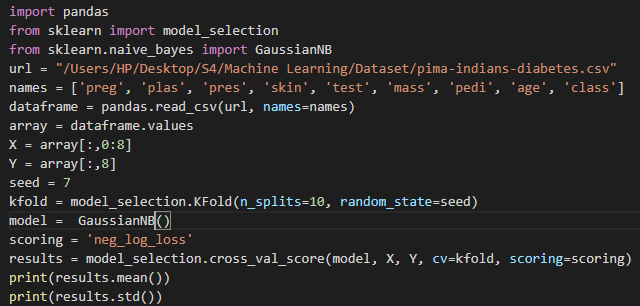 import pandas
from sklearn import model_selection
from sklearn.naive_bayes import GaussianNB
url = "/Users/HP/Desktop/S4/Machine Learning/Dataset/pima-indians-diabetes.csv"
names = ['preg', 'plas', 'pres', 'skin', 'test', 'mass', 'pedi', 'age', 'class']
dataframe = pandas.read_csv(url, names=names)
array = dataframe.values
X = array[:,0:8]
Y = array[:,8]
seed = 7
kfold = model_selection.KFold(n_splits=10, random_state=seed)
model =  GaussianNB()
scoring = 'neg_log_loss'
results = model_selection.cross_val_score(model, X, Y, cv=kfold, scoring=scoring)
print(results.mean())
print(results.std())